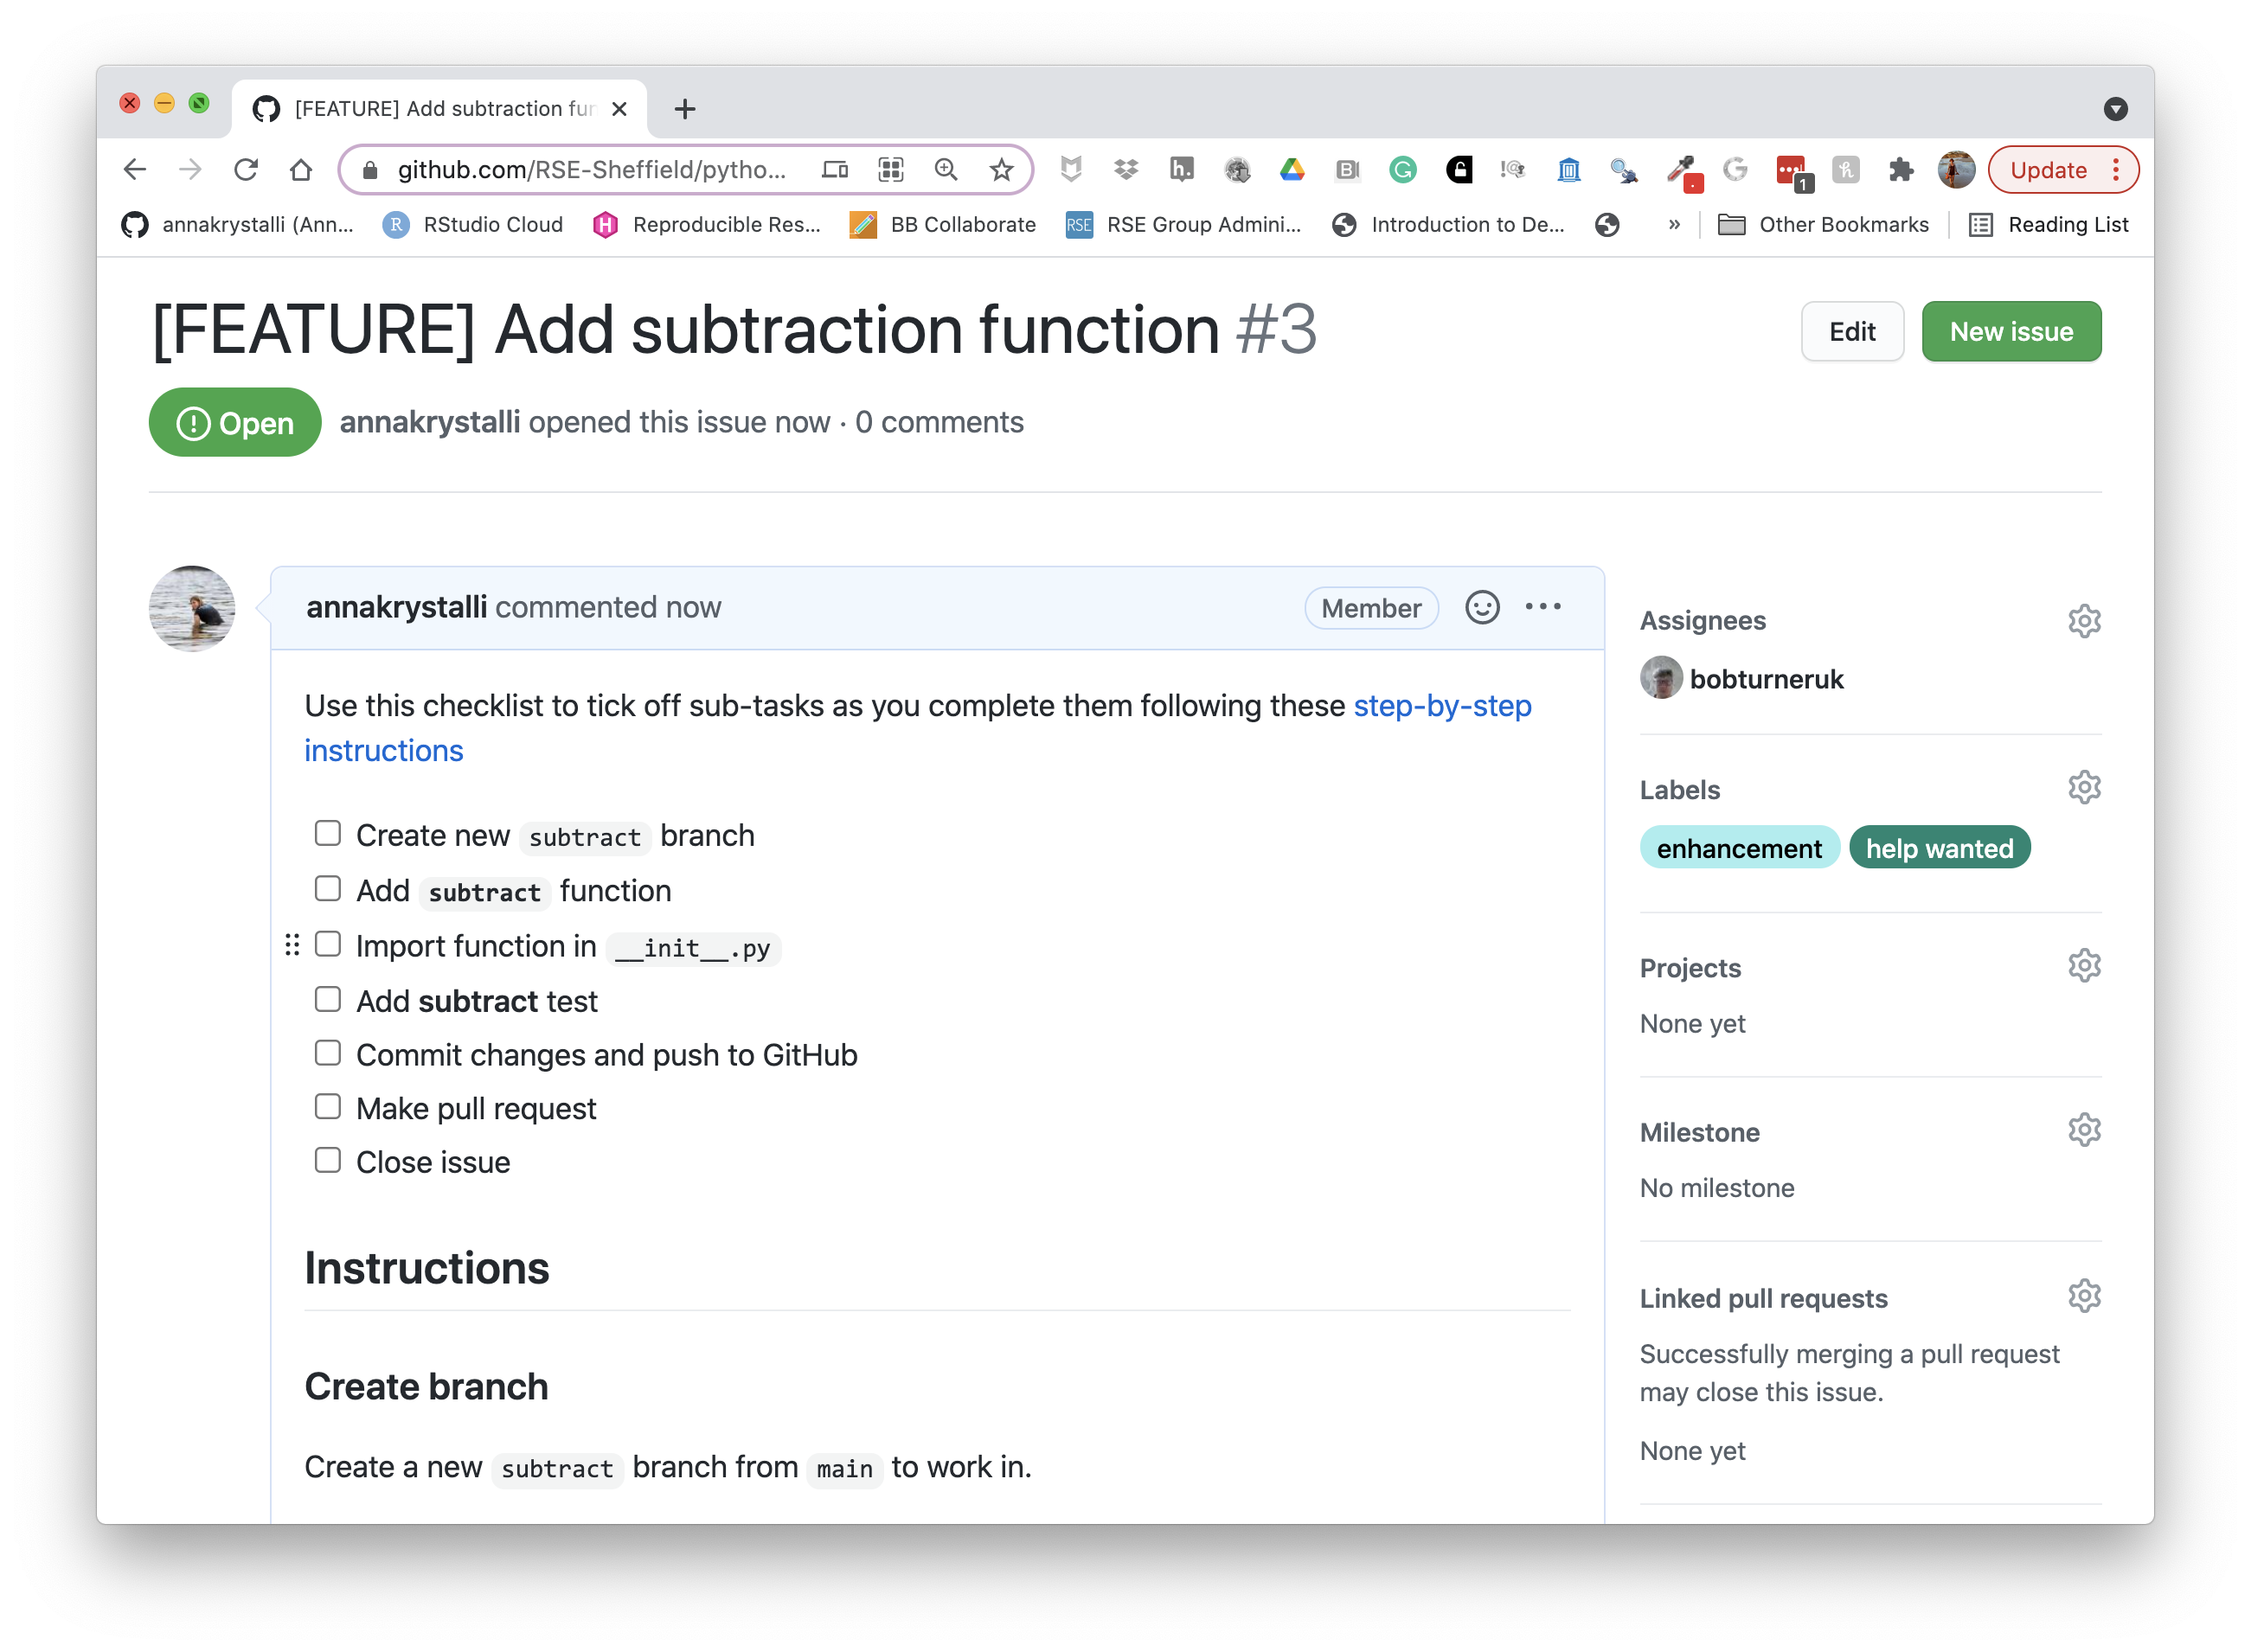 [FEATURE] Add subtraction fun
github.com/RSE-Sheffield/pytho...
Update
annakrystalli (Ann...
RStudio Cloud
Reproducible Res...
BB Collaborate
RSE Group Admini...
Introduction to De...
»
Other Bookmarks
Reading List
[FEATURE] Add subtraction function #3
Edit
New issue
Open
annakrystalli opened this issue now · 0 comments
annakrystalli commented now
Member
Use this checklist to tick off sub-tasks as you complete them following these step-by-step
instructions
Create new subtract branch
Add subtract function
Import function in __init__.py
Add subtract test
Commit changes and push to GitHub
Make pull request
Close issue
Instructions
Create branch
Create a new subtract branch from main to work in.
Assignees
bobturneruk
Labels
enhancement
help wanted
Projects
None yet
Milestone
No milestone
Linked pull requests
Successfully merging a pull request
may close this issue.
None yet